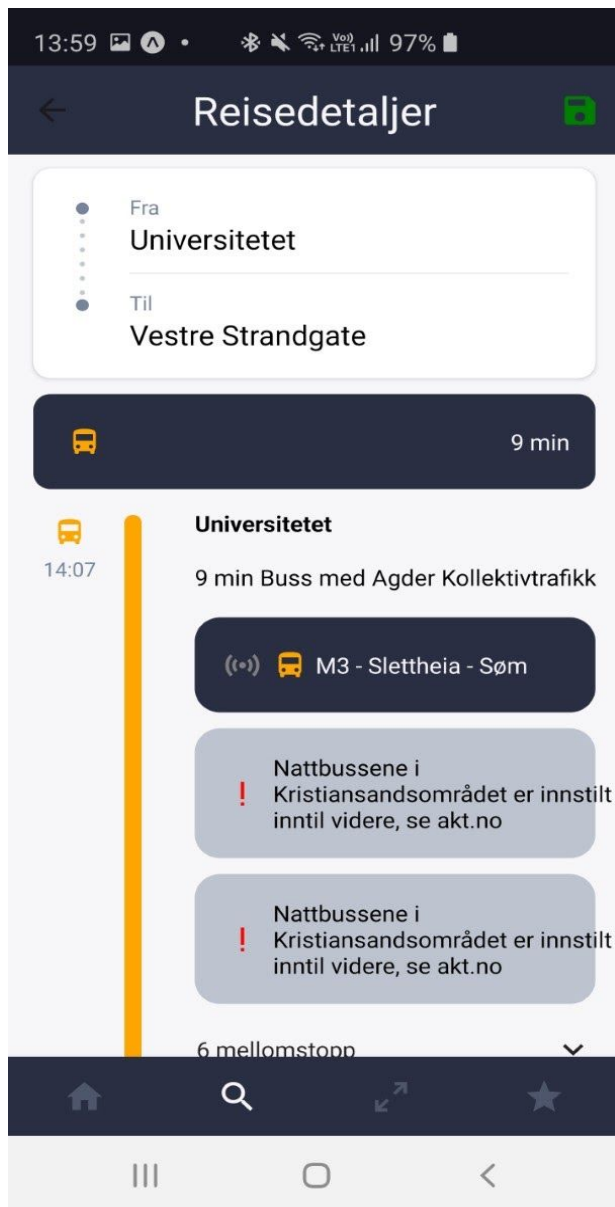 13:59 Vo)) LTE1 97%
Reisedetaljer
Fra
Universitetet
Til
Vestre Strandgate
9 min
Universitetet
14:07
9 min Buss med Agder Kollektivtrafikk
M3 - Slettheia - Søm
Nattbussene i
Kristiansandsområdet er innstilt
inntil videre, se akt.no
Nattbussene i
Kristiansandsområdet er innstilt
inntil videre, se akt.no
6 mellomstopp